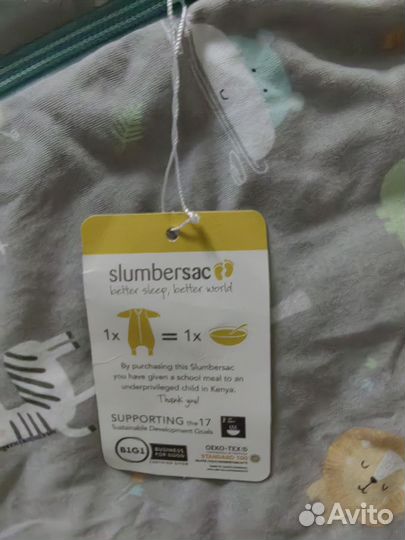 slumbersac
better sleep, better world
1x = 1x
By purchasing this Slumbersac
you have given a school meal to an
underprivileged child in Kenya.
Thank you!
SUPPORTING the 17
Sustainable Development Goals
B1G1
BUSINESS
FOR GOOD
OEKO-TEX®
STANDARD 100
Avito